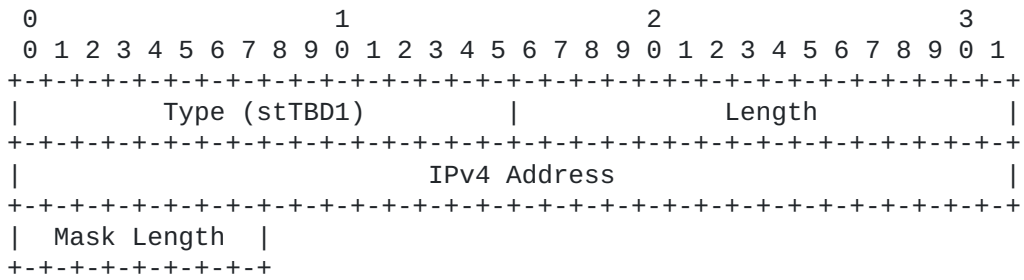 0                   1                   2                   3
 0 1 2 3 4 5 6 7 8 9 0 1 2 3 4 5 6 7 8 9 0 1 2 3 4 5 6 7 8 9 0 1
+-+-+-+-+-+-+-+-+-+-+-+-+-+-+-+-+-+-+-+-+-+-+-+-+-+-+-+-+-+-+-+-+
|         Type (stTBD1)         |             Length            |
+-+-+-+-+-+-+-+-+-+-+-+-+-+-+-+-+-+-+-+-+-+-+-+-+-+-+-+-+-+-+-+-+
|                          IPv4 Address                         |
+-+-+-+-+-+-+-+-+-+-+-+-+-+-+-+-+-+-+-+-+-+-+-+-+-+-+-+-+-+-+-+-+
|  Mask Length  |
+-+-+-+-+-+-+-+-+